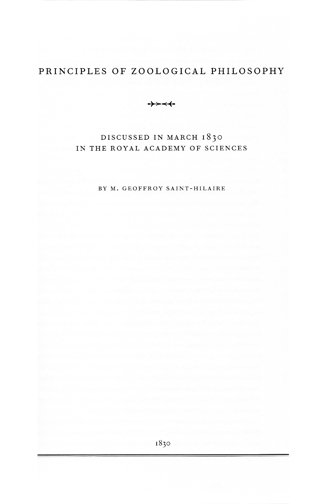 PRINCIPLES OF ZOOLOGICAL PHILOSOPHY
DISCUSSED IN MARCH 1830
IN THE ROYAL ACADEMY OF SCIENCES
BY M. GEOFFROY SAINT-HILAIRE
1830